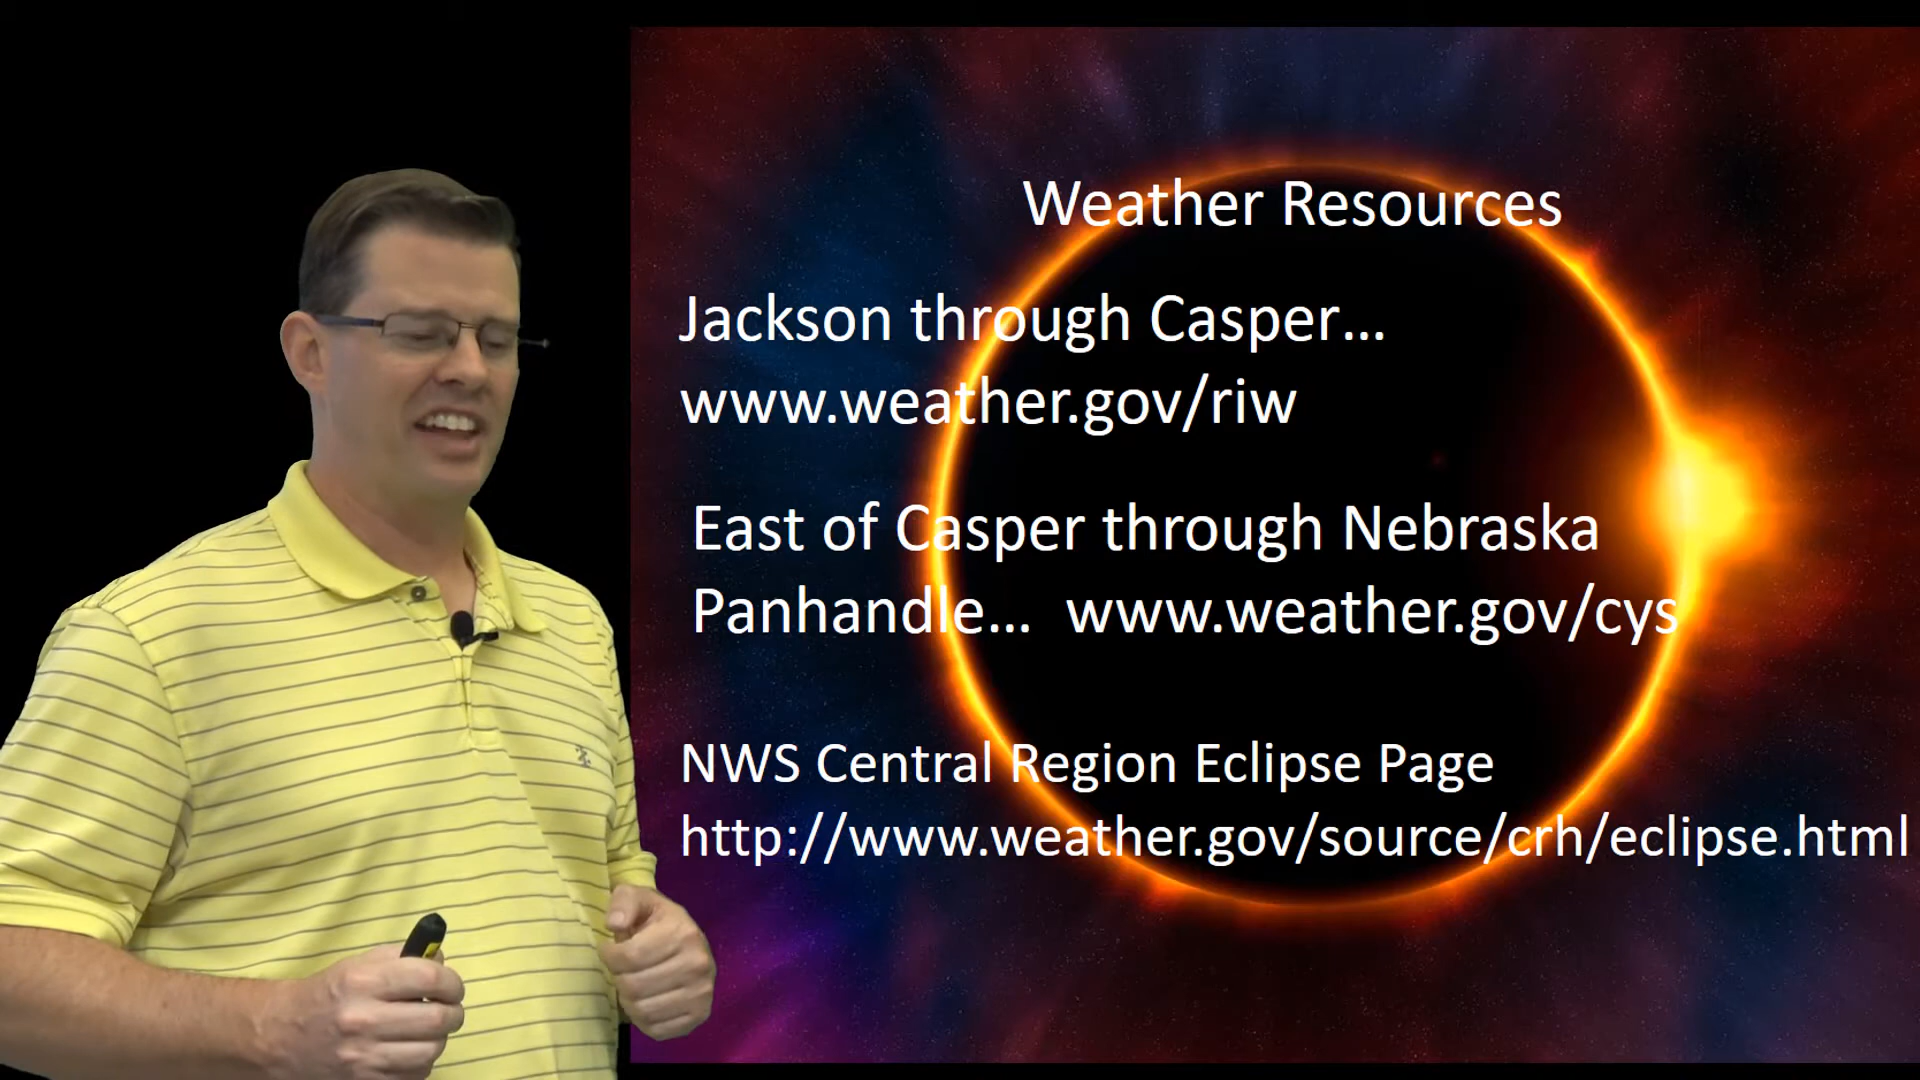 Weather Resources
Jackson through Casper...
www.weather.gov/riw
East of Casper through Nebraska
Panhandle... www.weather.gov/cys
NWS Central Region Eclipse Page
http://www.weather.gov/source/crh/eclipse.html